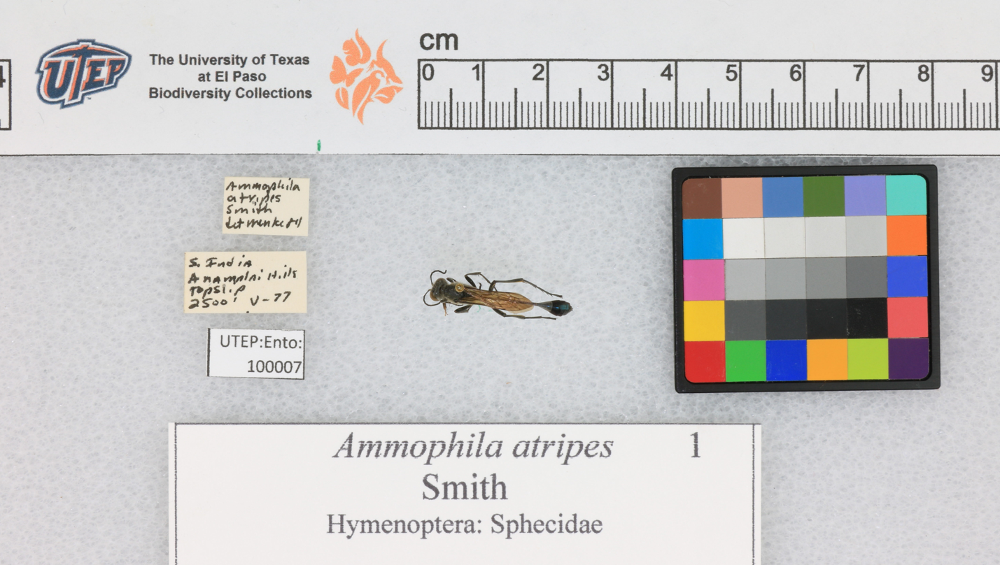 4
UTEP
The University of Texas
at El Paso
Biodiversity Collections
cm
0 1 2 3 4 5 6 7 8 9
Ammophila
atripes
Smith
det Menke
S. India
Anamalai Hills
Topslip
2500' V-77
UTEP:Ento:
100007
Ammophila atripes 1
Smith
Hymenoptera: Sphecidae